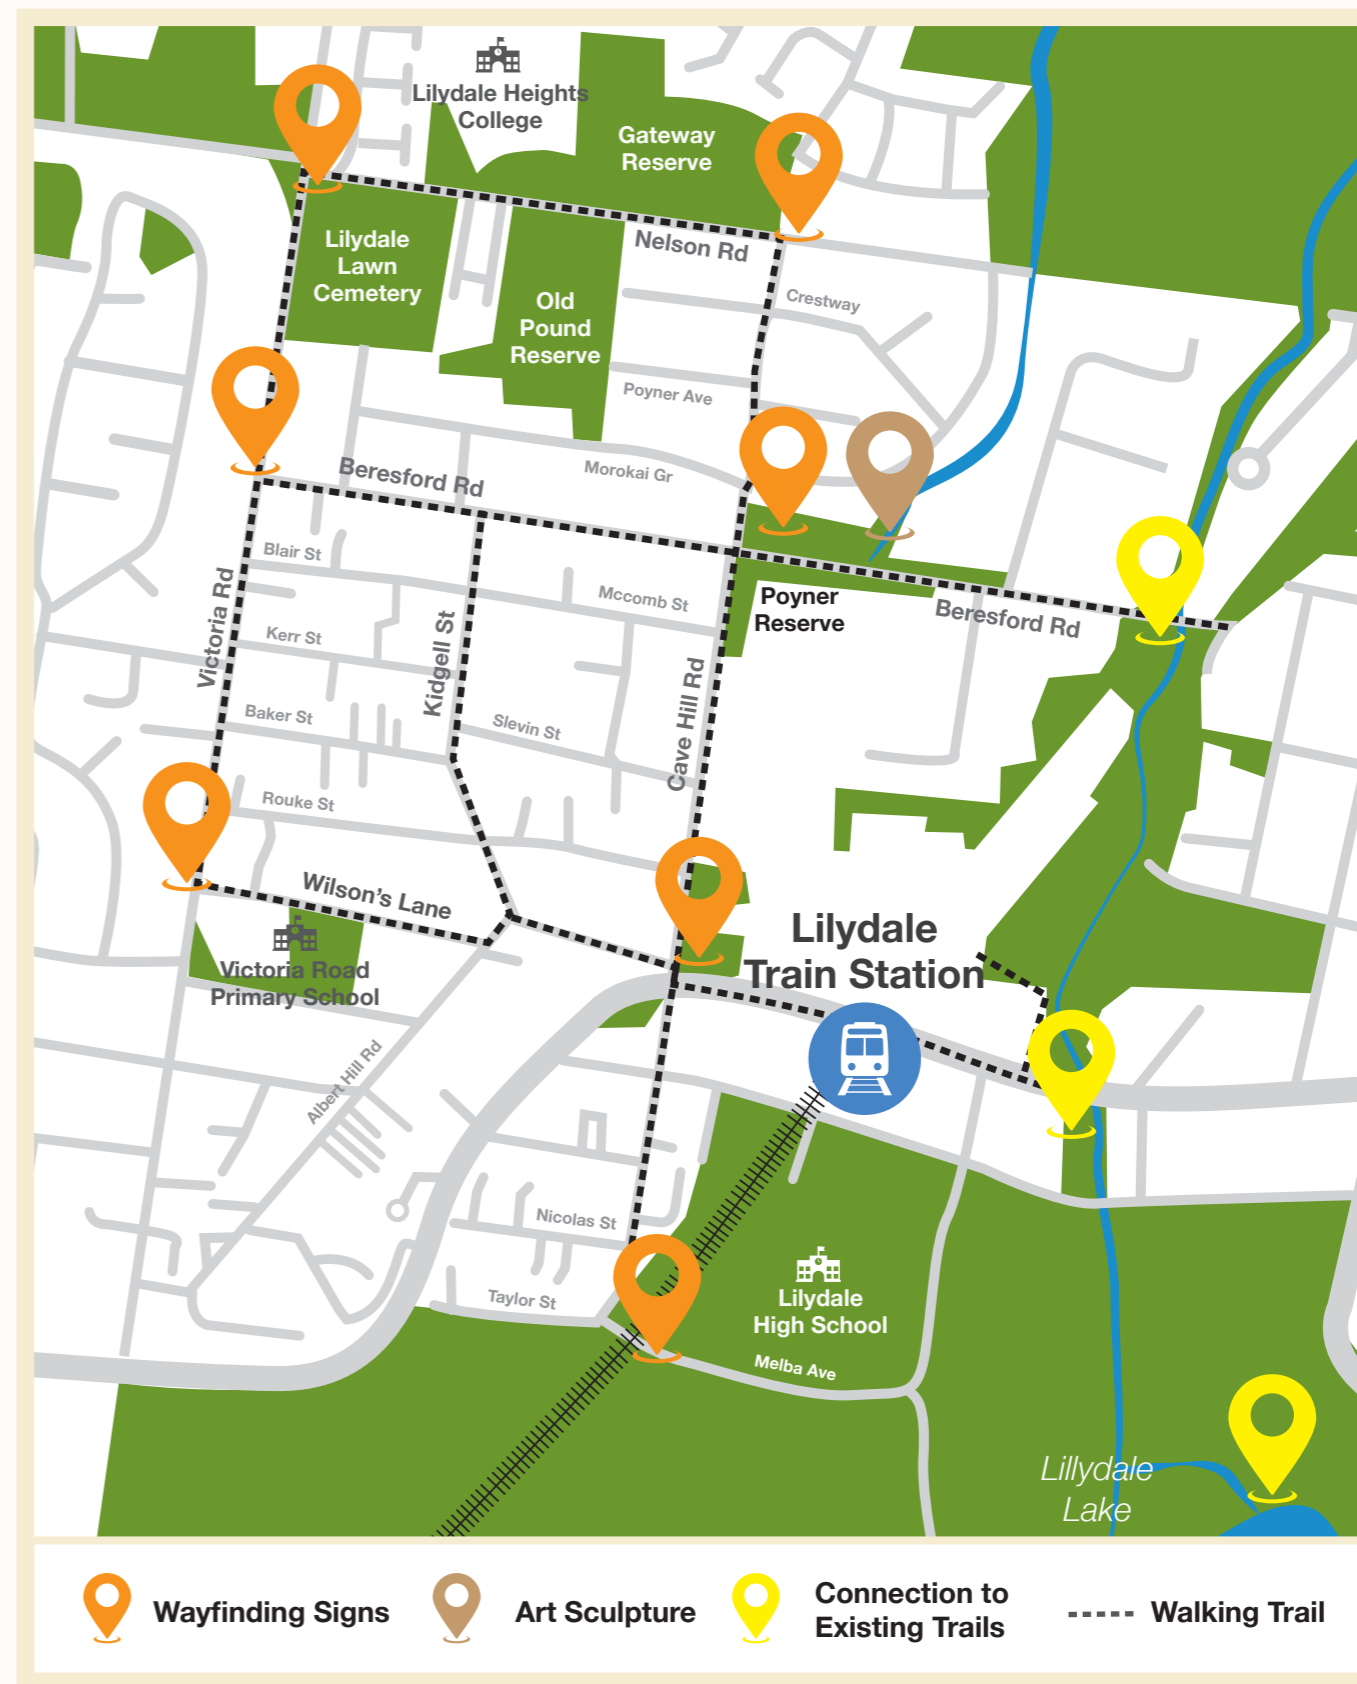 Lilydale Heights
College
Gateway
Reserve
Lilydale
Lawn
Cemetery
Nelson Rd
Old
Pound
Reserve
Crestway
Poyner Ave
Beresford Rd
Morokai Gr
Blair St
Mccomb St
Poyner
Reserve
Beresford Rd
Victoria Rd
Kerr St
Kidgell St
Cave Hill Rd
Baker St
Slevin St
Rouke St
Wilson's Lane
Lilydale
Train Station
Victoria Road
Primary School
Albert Hill Rd
Nicolas St
Taylor St
Lilydale
High School
Melba Ave
Lillydale
Lake
Wayfinding Signs
Art Sculpture
Connection to
Existing Trails
Walking Trail